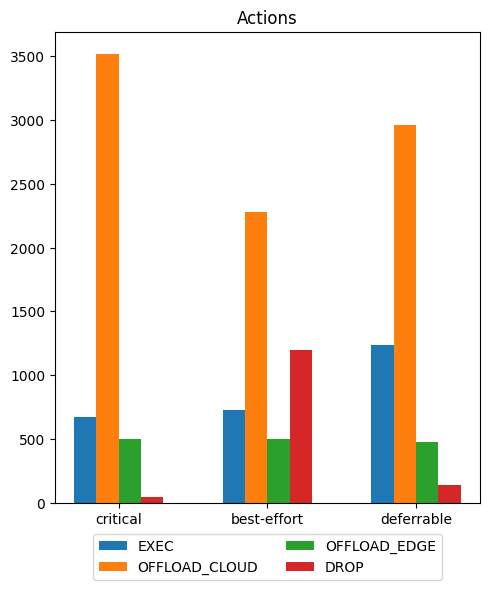 Actions
3500
3000
2500
2000
1500
1000
500
0
critical best-effort deferrable
EXEC OFFLOAD_EDGE
OFFLOAD_CLOUD DROP